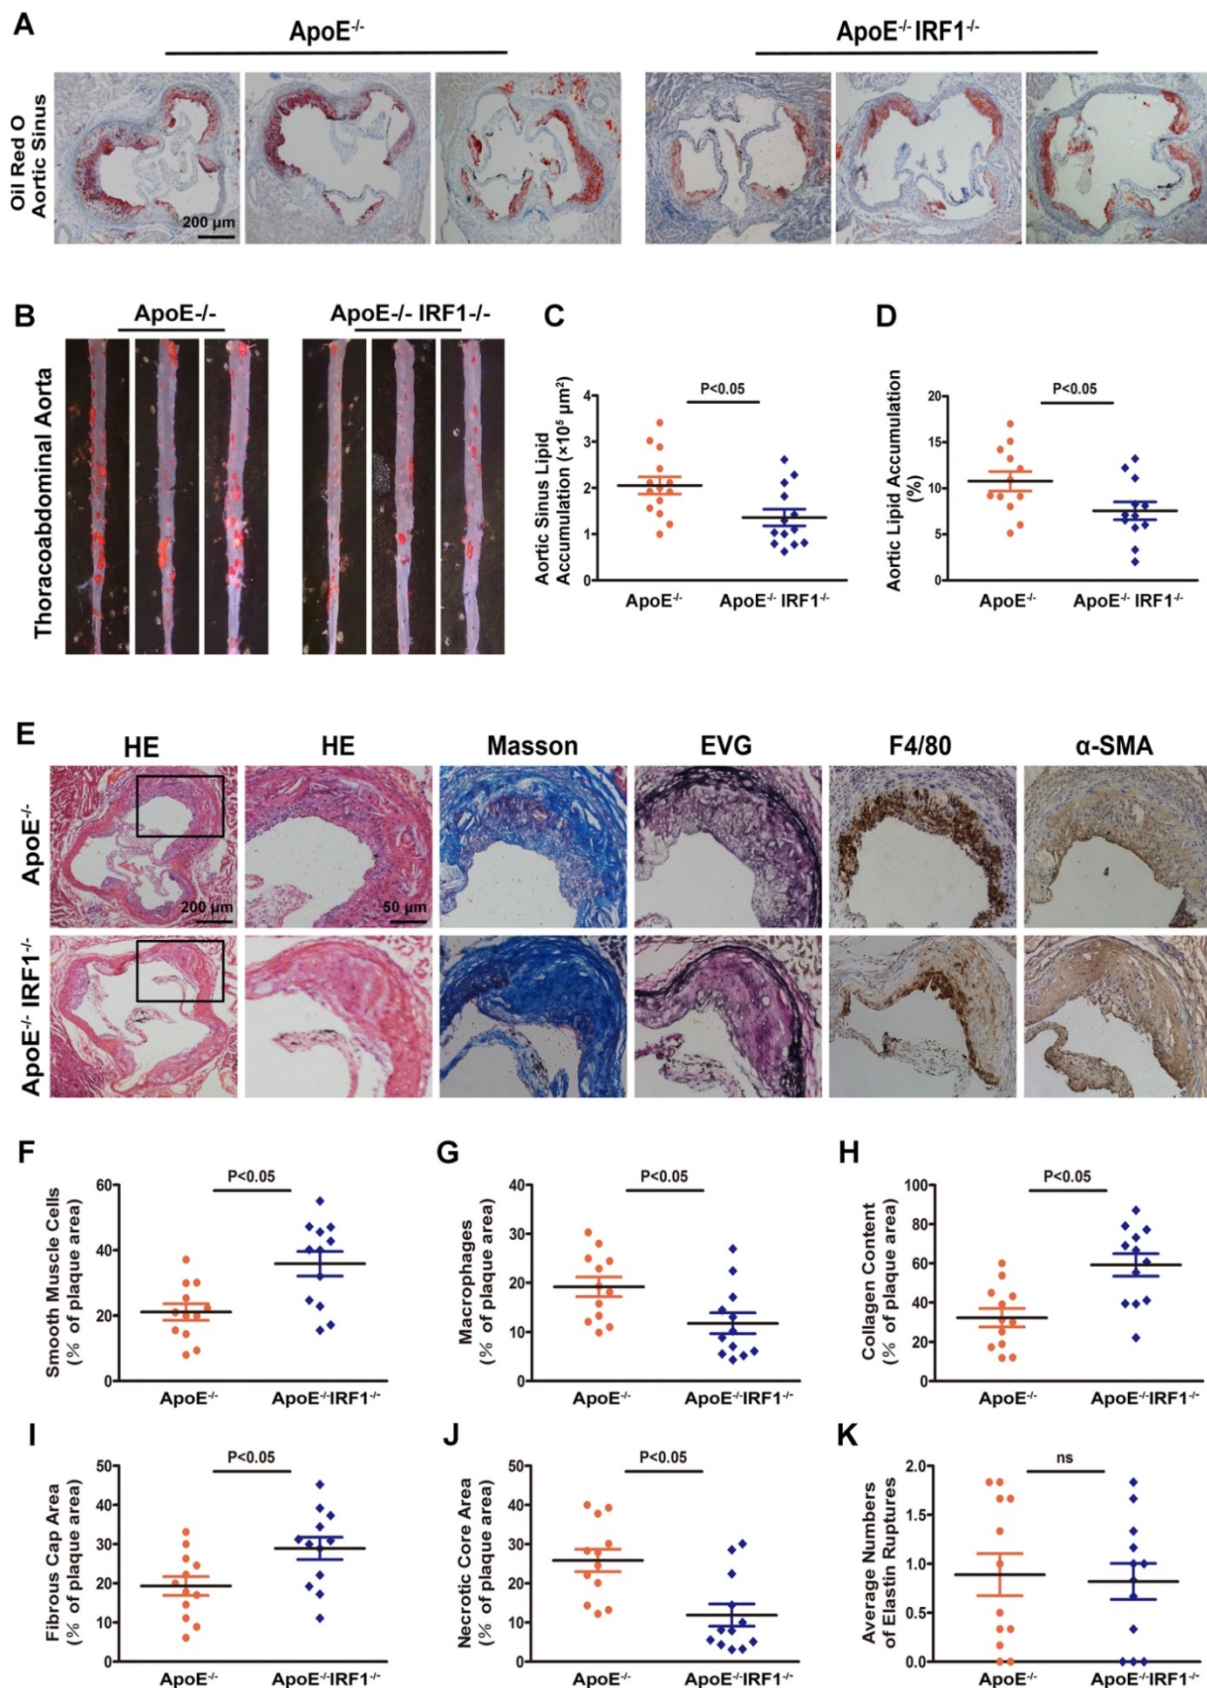 A
ApoE⁻/⁻
ApoE⁻/⁻ IRF1⁻/⁻
Oil Red O
Aortic Sinus
200 µm
B
ApoE-/-
ApoE-/- IRF1-/-
Thoracoabdominal Aorta
C
P<0.05
Aortic Sinus Lipid
Accumulation (×10⁵ µm²)
4
3
2
1
0
ApoE⁻/⁻
ApoE⁻/⁻ IRF1⁻/⁻
D
P<0.05
Aortic Lipid Accumulation
(%)
20
15
10
5
0
ApoE⁻/⁻
ApoE⁻/⁻ IRF1⁻/⁻
E
HE
HE
Masson
EVG
F4/80
α-SMA
ApoE⁻/⁻
200 µm
50 µm
ApoE⁻/⁻ IRF1⁻/⁻
F
P<0.05
Smooth Muscle Cells
(% of plaque area)
60
40
20
0
ApoE⁻/⁻
ApoE⁻/⁻IRF1⁻/⁻
G
P<0.05
Macrophages
(% of plaque area)
40
30
20
10
0
ApoE⁻/⁻
ApoE⁻/⁻IRF1⁻/⁻
H
P<0.05
Collagen Content
(% of plaque area)
100
80
60
40
20
0
ApoE⁻/⁻
ApoE⁻/⁻IRF1⁻/⁻
I
P<0.05
Fibrous Cap Area
(% of plaque area)
50
40
30
20
10
0
ApoE⁻/⁻
ApoE⁻/⁻IRF1⁻/⁻
J
P<0.05
Necrotic Core Area
(% of plaque area)
50
40
30
20
10
0
ApoE⁻/⁻
ApoE⁻/⁻IRF1⁻/⁻
K
ns
Average Numbers
of Elastin Ruptures
2.0
1.5
1.0
0.5
0.0
ApoE⁻/⁻
ApoE⁻/⁻IRF1⁻/⁻